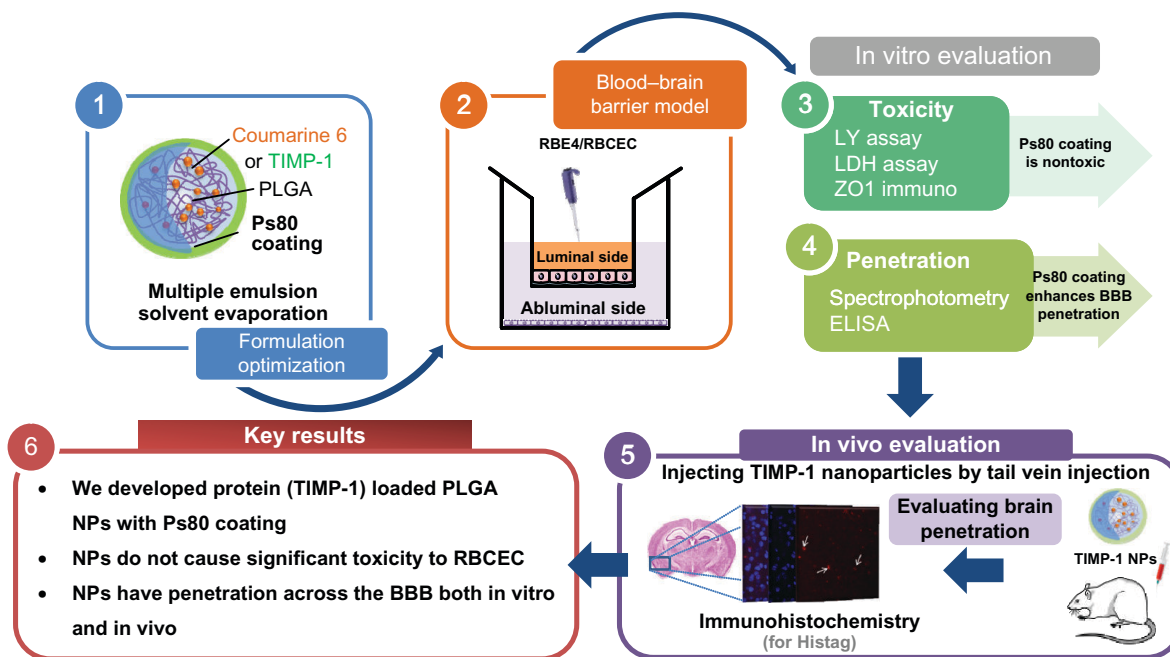 1
Coumarine 6
or TIMP-1
PLGA
Ps80
coating
Multiple emulsion
solvent evaporation
Formulation
optimization
2
Blood–brain
barrier model
RBE4/RBCEC
Luminal side
Abluminal side
In vitro evaluation
3
Toxicity
LY assay
LDH assay
ZO1 immuno
Ps80 coating
is nontoxic
4
Penetration
Spectrophotometry
ELISA
Ps80 coating
enhances BBB
penetration
5
In vivo evaluation
Injecting TIMP-1 nanoparticles by tail vein injection
Evaluating brain
penetration
TIMP-1 NPs
Immunohistochemistry
(for Histag)
6
Key results
• We developed protein (TIMP-1) loaded PLGA
NPs with Ps80 coating
• NPs do not cause significant toxicity to RBCEC
• NPs have penetration across the BBB both in vitro
and in vivo